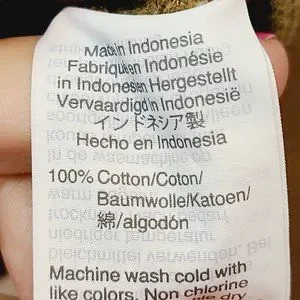 Made in Indonesia
Fabriqué en Indonésie
in Indonesien Hergestellt
Vervaardigd in Indonesië
インドネシア製
Hecho en Indonesia
100% Cotton/Coton/
Baumwolle/Katoen/
綿/algodón
Machine wash cold with
like colors. Non chlorine